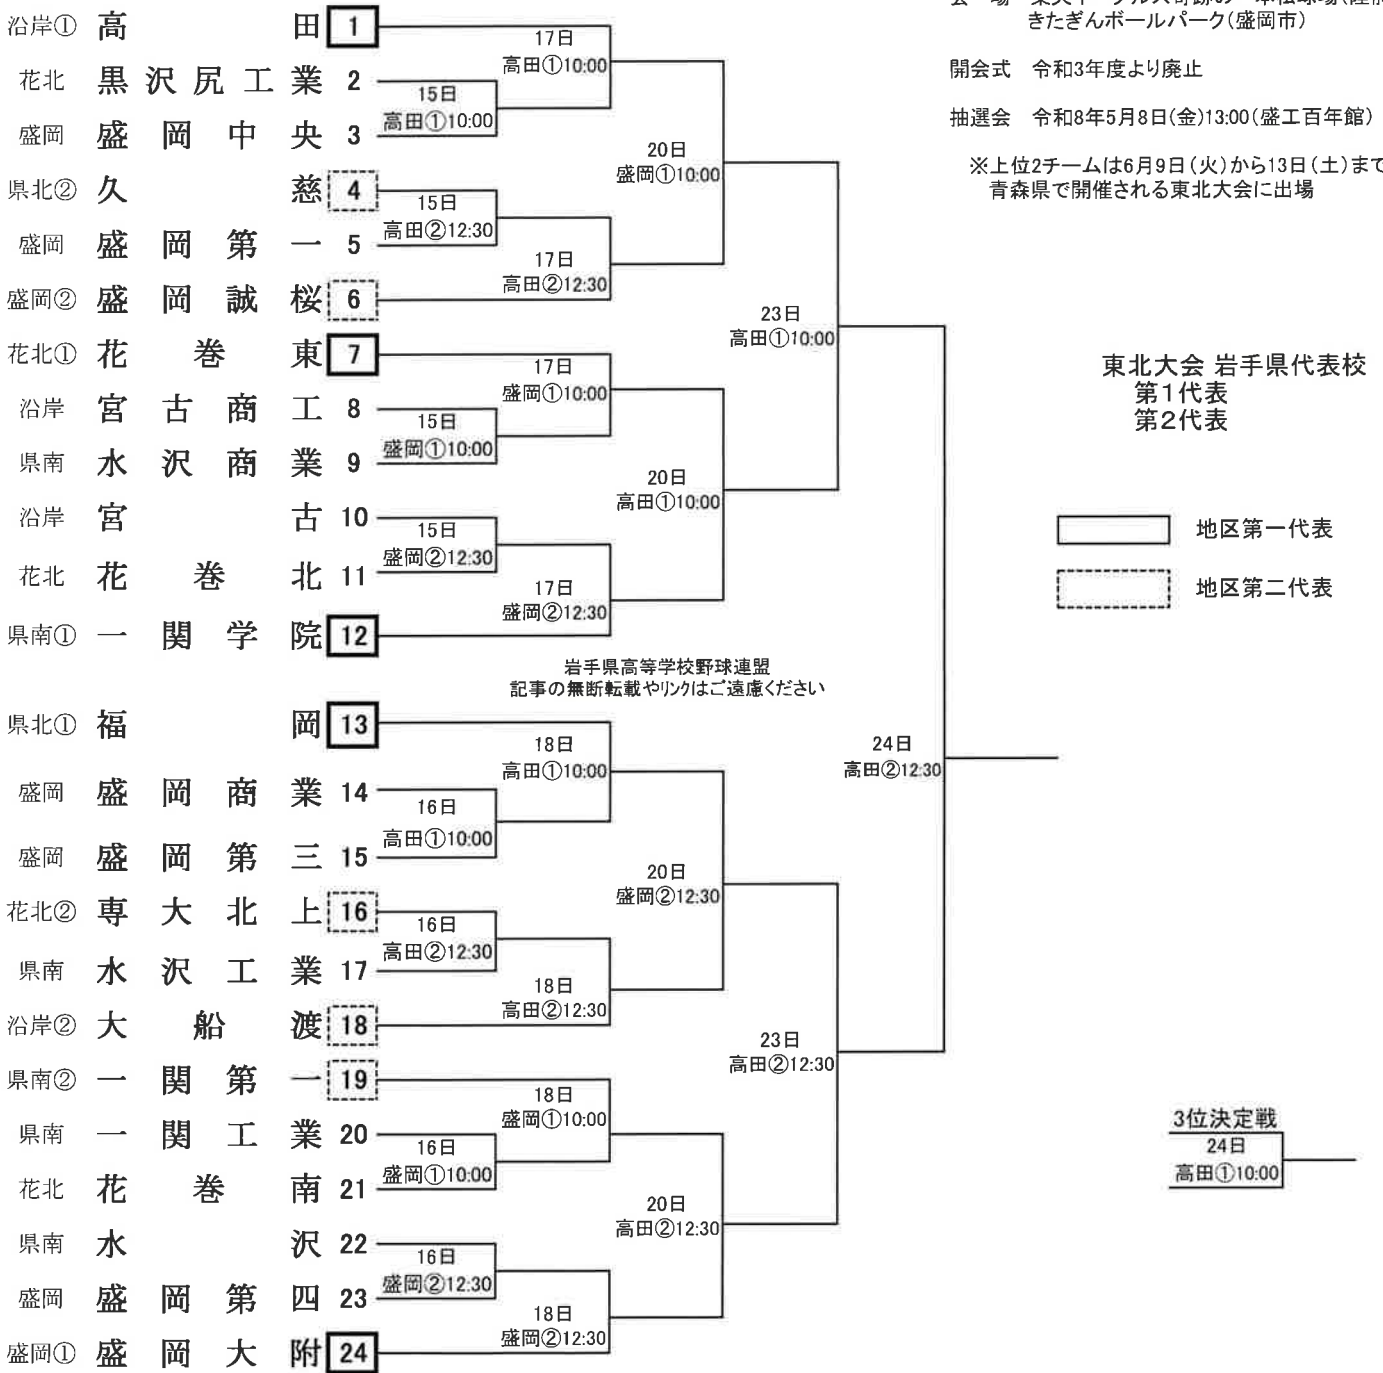 きたぎんボールパーク(盛岡市)
開会式 令和3年度より廃止
抽選会 令和8年5月8日(金)13:00(盛工百年館)
※上位2チームは6月9日(火)から13日(土)まで
青森県で開催される東北大会に出場
沿岸① 高田 1
花北 黒沢尻工業 2
盛岡 盛岡中央 3
県北② 久慈 4
盛岡 盛岡第一 5
盛岡② 盛岡誠桜 6
花北① 花巻東 7
沿岸 宮古商工 8
県南 水沢商業 9
沿岸 宮古 10
花北 花巻北 11
県南① 一関学院 12
県北① 福岡 13
盛岡 盛岡商業 14
盛岡 盛岡第三 15
花北② 専大北上 16
県南 水沢工業 17
沿岸② 大船渡 18
県南② 一関第一 19
県南 一関工業 20
花北 花巻南 21
県南 水沢 22
盛岡 盛岡第四 23
盛岡① 盛岡大附 24
15日
高田①10:00
15日
高田②12:30
15日
盛岡①10:00
15日
盛岡②12:30
16日
高田①10:00
16日
高田②12:30
16日
盛岡①10:00
16日
盛岡②12:30
17日
高田①10:00
17日
高田②12:30
17日
盛岡①10:00
17日
盛岡②12:30
18日
高田①10:00
18日
高田②12:30
18日
盛岡①10:00
18日
盛岡②12:30
20日
盛岡①10:00
20日
高田①10:00
20日
盛岡②12:30
20日
高田②12:30
23日
高田①10:00
23日
高田②12:30
24日
高田②12:30
岩手県高等学校野球連盟
記事の無断転載やリンクはご遠慮ください
東北大会 岩手県代表校
第1代表
第2代表
地区第一代表
地区第二代表
3位決定戦
24日
高田①10:00